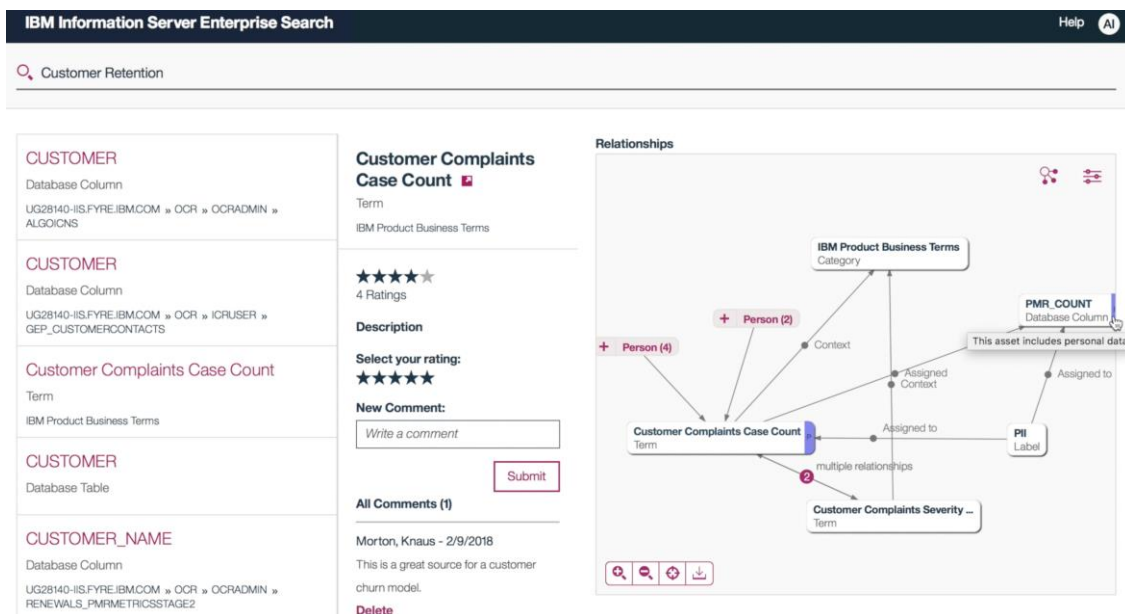 IBM Information Server Enterprise Search
Help
AI
Customer Retention
CUSTOMER
Database Column
UG28140-IIS.FYRE.IBM.COM » OCR » OCRADMIN »
ALGOICNS
CUSTOMER
Database Column
UG28140-IIS.FYRE.IBM.COM » OCR » ICRUSER »
GEP_CUSTOMERCONTACTS
Customer Complaints Case Count
Term
IBM Product Business Terms
CUSTOMER
Database Table
CUSTOMER_NAME
Database Column
UG28140-IIS.FYRE.IBM.COM » OCR » OCRADMIN »
RENEWALS_PMRMETRICSSTAGE2
Customer Complaints
Case Count
Term
IBM Product Business Terms
4 Ratings
Description
Select your rating:
New Comment:
Write a comment
Submit
All Comments (1)
Morton, Knaus - 2/9/2018
This is a great source for a customer
churn model.
Delete
Relationships
IBM Product Business Terms
Category
PMR_COUNT
Database Column
This asset includes personal data
+ Person (2)
+ Person (4)
Context
Assigned
Context
Assigned to
Customer Complaints Case Count
Term
P
Assigned to
PII
Label
multiple relationships
2
Customer Complaints Severity ...
Term